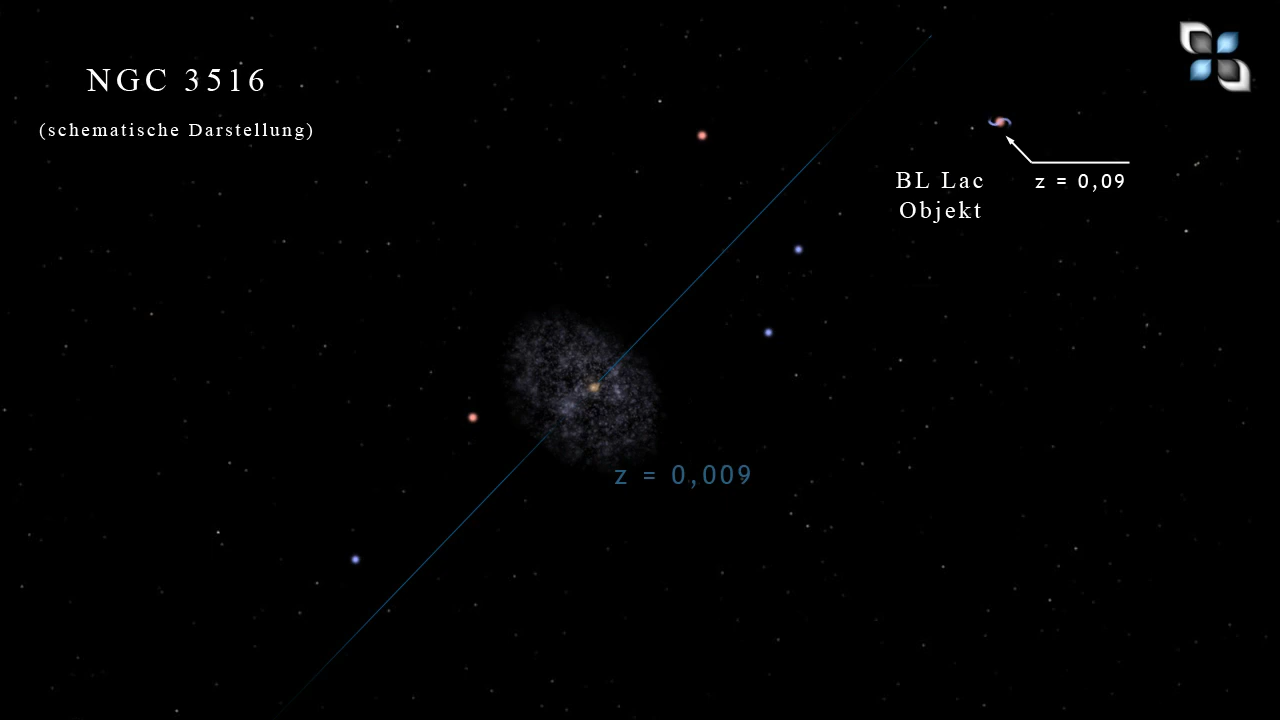 NGC 3516
(schematische Darstellung)
BL Lac
Objekt
z = 0,09
z = 0,009